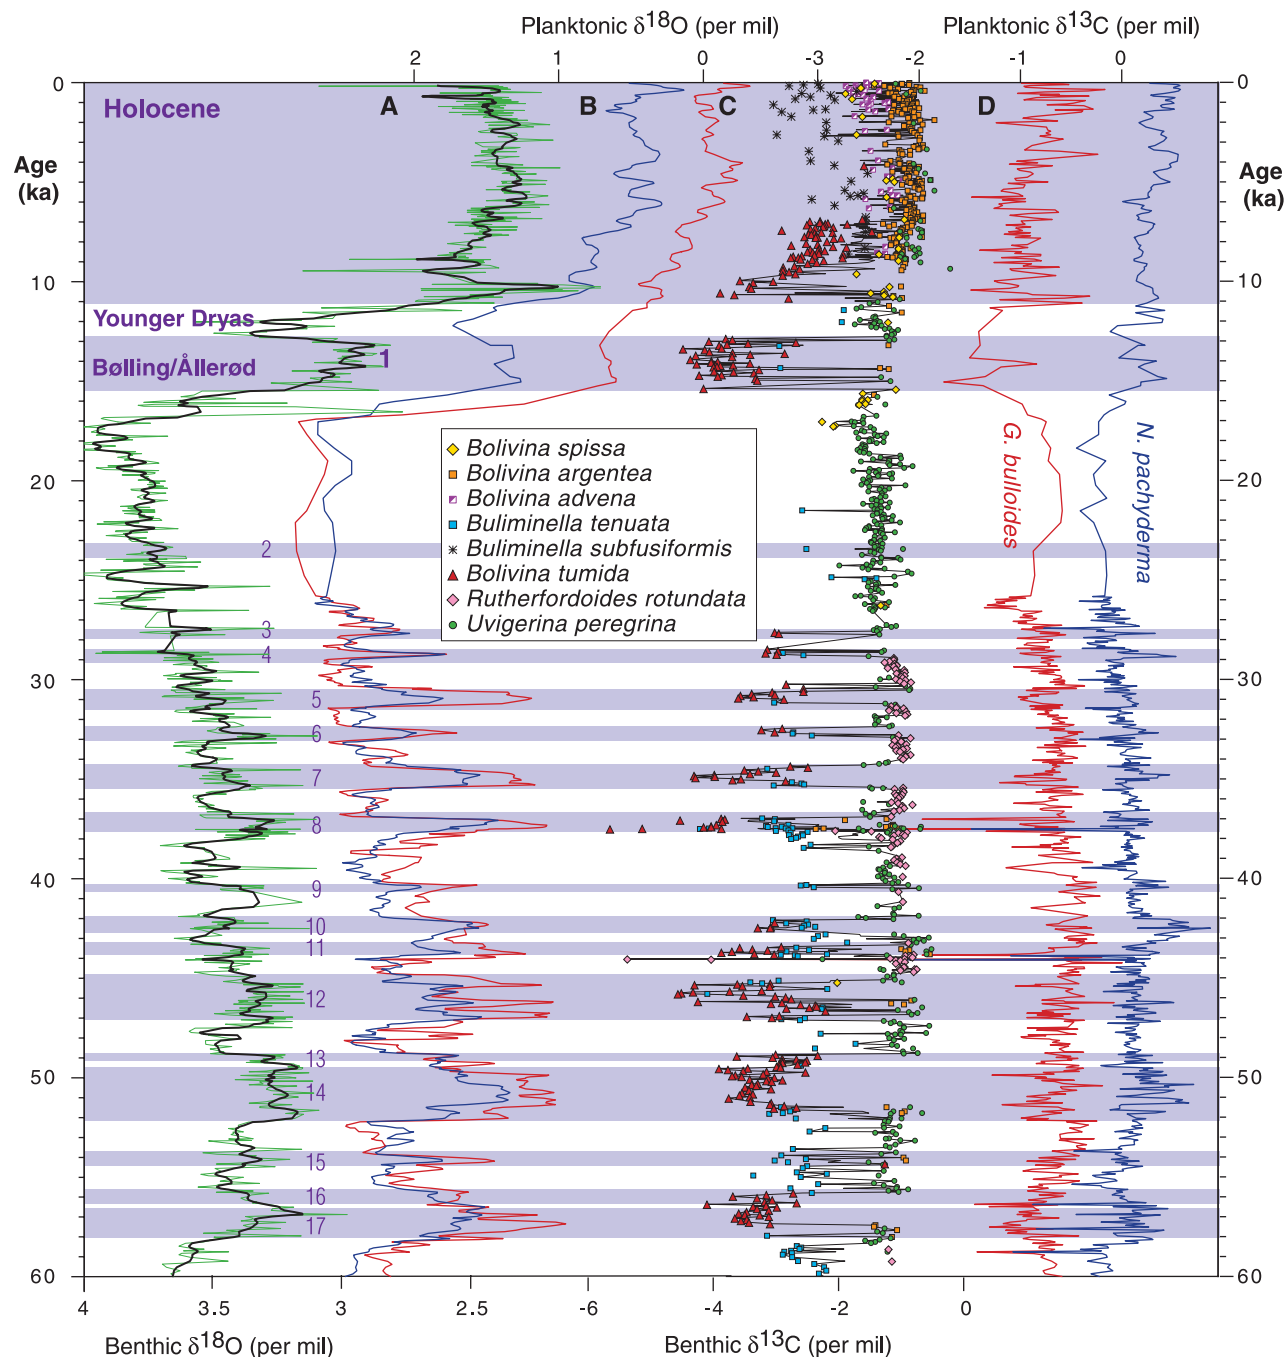 Planktonic δ18O (per mil)
Planktonic δ13C (per mil)
2 1 0 -3 -2 -1 0
0 A B C D 0
Holocene
Age
(ka)
Age
(ka)
10 10
Younger Dryas
Bølling/Ållerød
1
Bolivina spissa
Bolivina argentea
Bolivina advena
Buliminella tenuata
Buliminella subfusiformis
Bolivina tumida
Rutherfordoides rotundata
Uvigerina peregrina
G. bulloides
N. pachyderma
20 20
2
3
4
30 30
5
6
7
8
40 40
9
10
11
12
13
50 50
14
15
16
17
60 60
4 3.5 3 2.5 -6 -4 -2 0
Benthic δ18O (per mil)
Benthic δ13C (per mil)